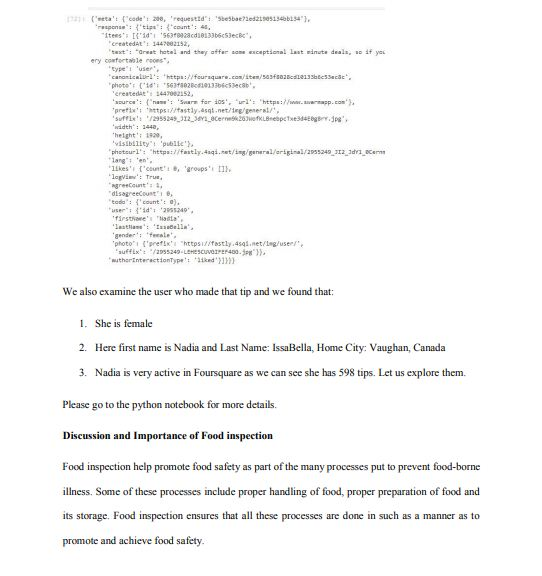 [72]: {'meta': {'code': 200, 'requestId': '5be5bae71ed21905134bb134'},
'response': {'tips': {'count': 46,
'items': [{'id': '563f8028cd10133b6c53ec8c',
'createdAt': 1447002152,
'text': "Great hotel and they offer some exceptional last minute deals, so if you
ery comfortable rooms",
'type': 'user',
'canonicalUrl': 'https://foursquare.com/item/563f8028cd10133b6c53ec8c',
'photo': {'id': '563f8028cd10133b6c53ec8b',
'createdAt': 1447002152,
'source': {'name': 'Swarm for iOS', 'url': 'https://www.swarmapp.com'},
'prefix': 'https://fastly.4sqi.net/img/general/',
'suffix':
'width': 1440,
'height': 1920,
'visibility': 'public'},
'photourl':
'lang': 'en',
'likes': {'count': 0, 'groups': []},
'logView': True,
'agreeCount': 1,
'disagreeCount': 0,
'todo': {'count': 0},
'user': {'id': '2955249',
'firstName': 'Nadia',
'lastName': 'IssaBella',
'gender': 'female',
'photo': {'prefix': 'https://fastly.4sqi.net/img/user/',
'suffix':
'authorInteractionType': 'liked'}]}}}
We also examine the user who made that tip and we found that:
1. She is female
2. Here first name is Nadia and Last Name: IssaBella, Home City: Vaughan, Canada
3. Nadia is very active in Foursquare as we can see she has 598 tips. Let us explore them.
Please go to the python notebook for more details.
Discussion and Importance of Food inspection
Food inspection help promote food safety as part of the many processes put to prevent food-borne
illness. Some of these processes include proper handling of food, proper preparation of food and
its storage. Food inspection ensures that all these processes are done in such as a manner as to
promote and achieve food safety.